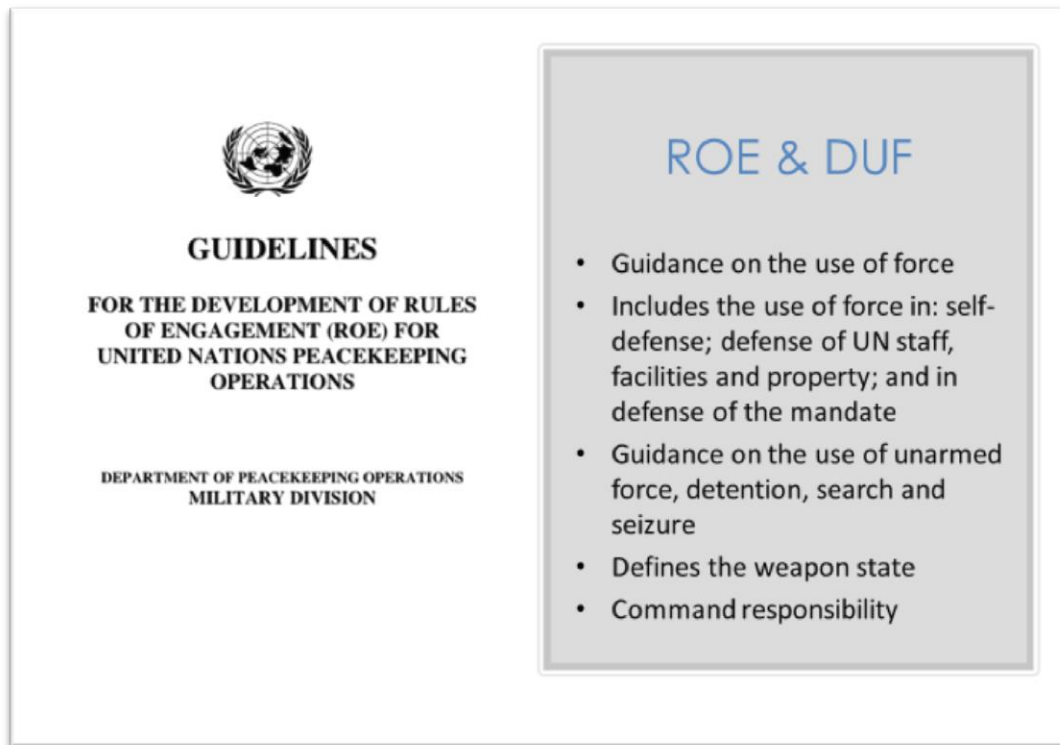 GUIDELINES
FOR THE DEVELOPMENT OF RULES
OF ENGAGEMENT (ROE) FOR
UNITED NATIONS PEACEKEEPING
OPERATIONS
DEPARTMENT OF PEACEKEEPING OPERATIONS
MILITARY DIVISION
ROE & DUF
• Guidance on the use of force
• Includes the use of force in: self-
defense; defense of UN staff,
facilities and property; and in
defense of the mandate
• Guidance on the use of unarmed
force, detention, search and
seizure
• Defines the weapon state
• Command responsibility